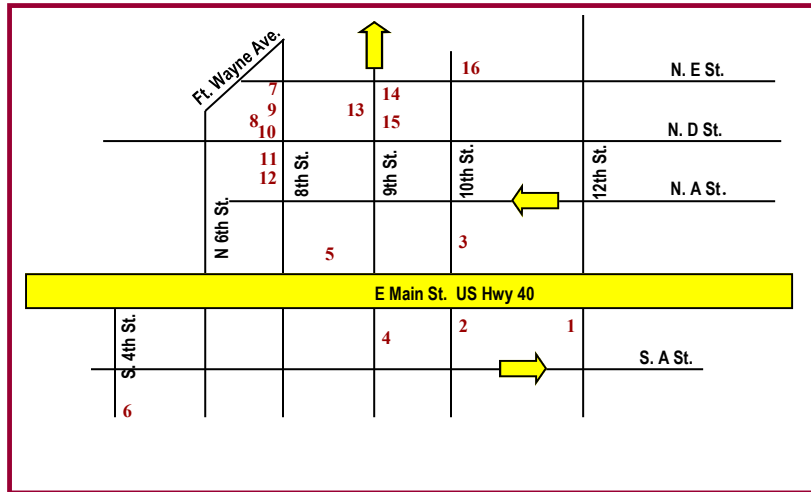 Ft. Wayne Ave.
16
N. E St.
7
14
9
13
8
15
10
N. D St.
11
12
8th St.
9th St.
10th St.
12th St.
N. A St.
N 6th St.
5
3
E Main St. US Hwy 40
S. 4th St.
4
2
1
S. A St.
6